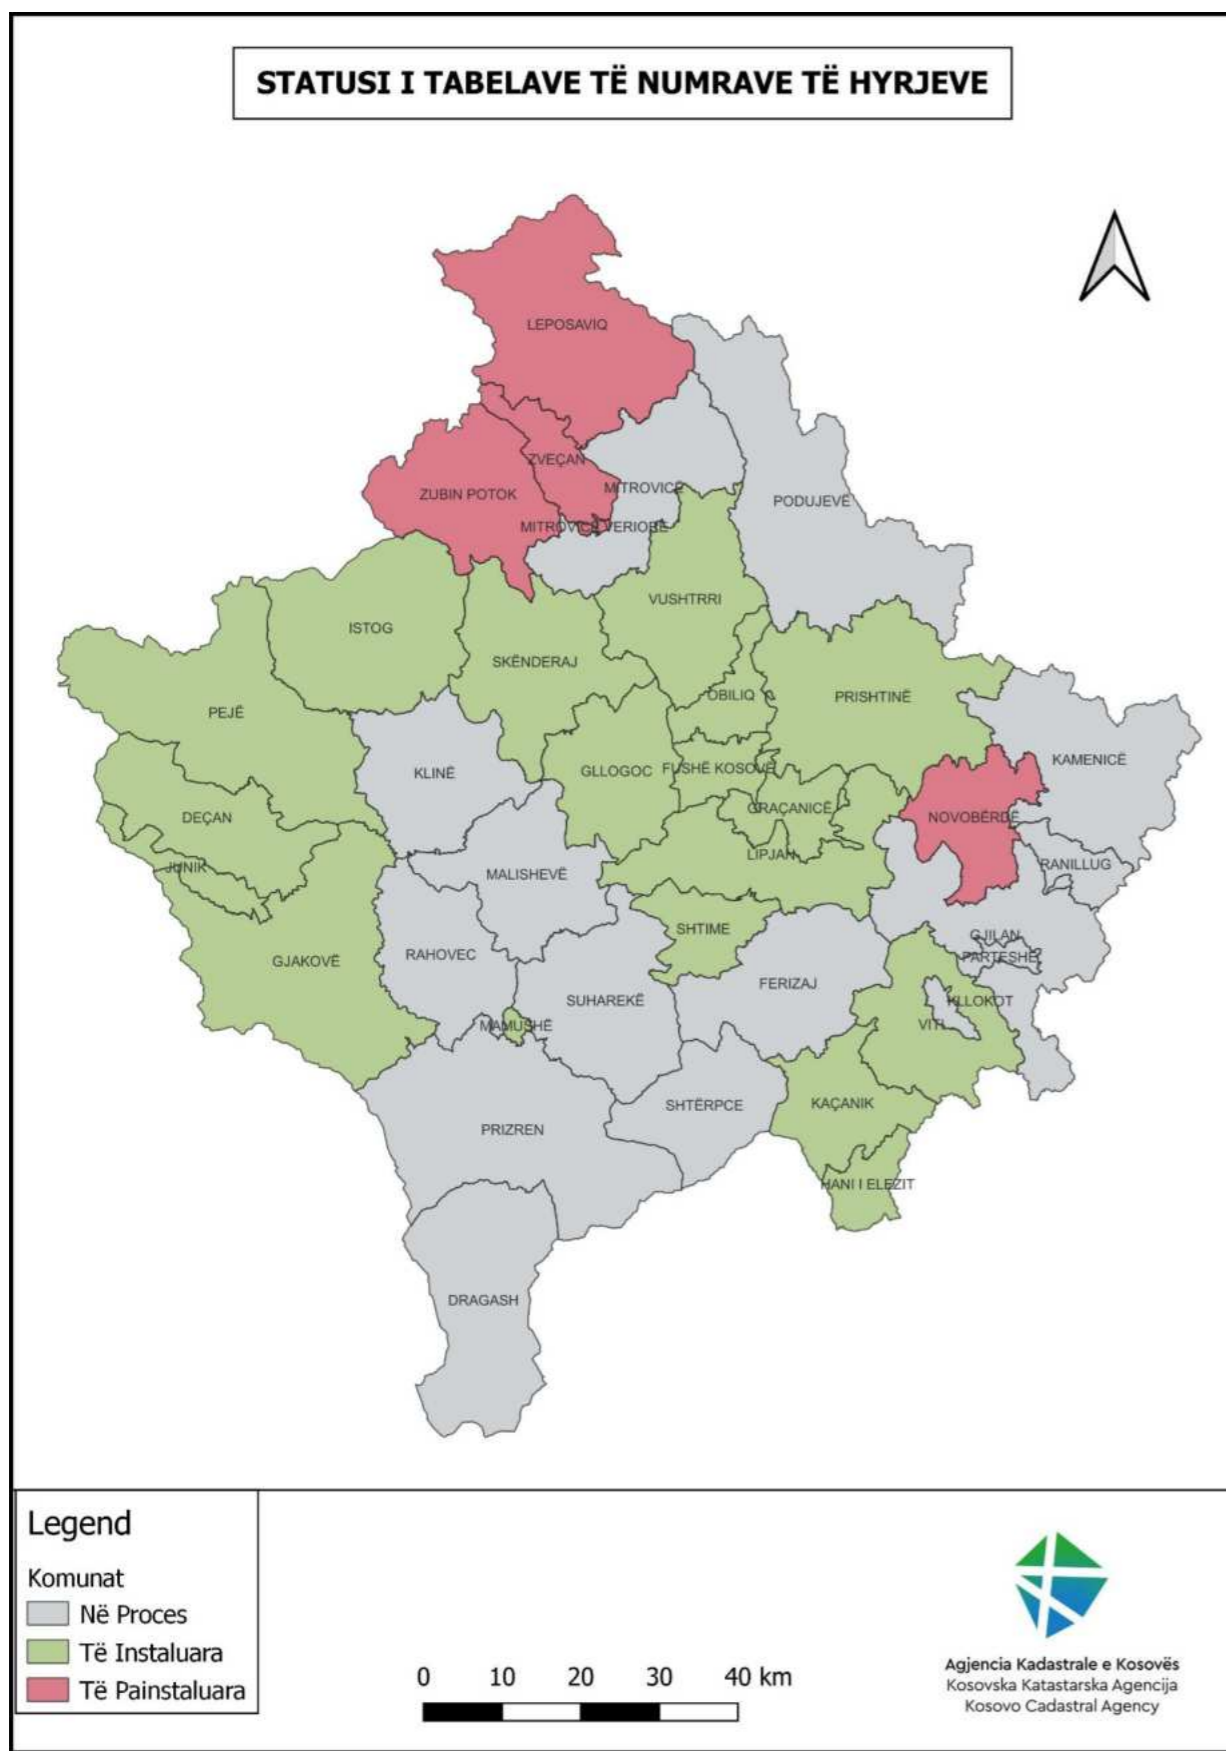 STATUSI I TABELAVE TË NUMRAVE TË HYRJEVE
LEPOSAVIQ
ZVEÇAN
ZUBIN POTOK
MITROVICË
PODUJEVË
MITROVICË VERIORE
VUSHTRRI
ISTOG
SKËNDERAJ
OBILIQ
PRISHTINË
PEJË
KAMENICË
GLLOGOC
FUSHË KOSOVË
KLINË
GRAÇANICË
DEÇAN
NOVOBËRDË
LIPJAN
RANILLUG
JUNIK
MALISHEVË
SHTIME
GJILAN
RAHOVEC
PARTESHË
GJAKOVË
FERIZAJ
SUHAREKË
KLLOKOT
MAMUSHË
VITI
KAÇANIK
SHTËRPCE
PRIZREN
HANI I ELEZIT
DRAGASH
Legend
Komunat
Në Proces
Të Instaluara
Të Painstaluara
0 10 20 30 40 km
Agjencia Kadastrale e Kosovës
Kosovska Katastarska Agencija
Kosovo Cadastral Agency